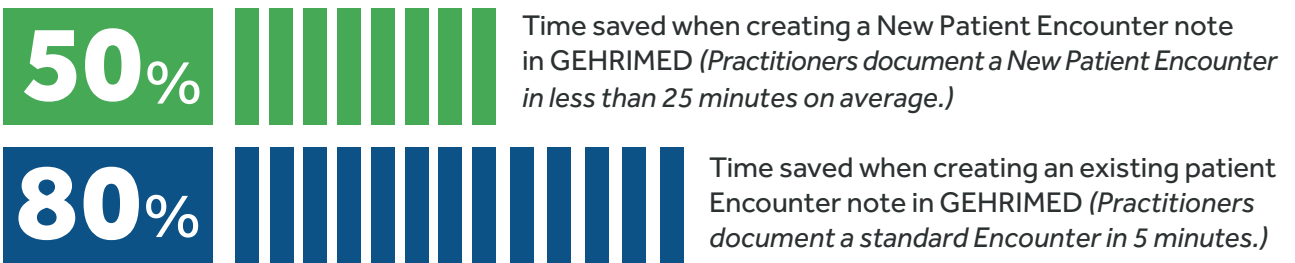 50%
Time saved when creating a New Patient Encounter note
in GEHRIMED (Practitioners document a New Patient Encounter
in less than 25 minutes on average.)
80%
Time saved when creating an existing patient
Encounter note in GEHRIMED (Practitioners
document a standard Encounter in 5 minutes.)